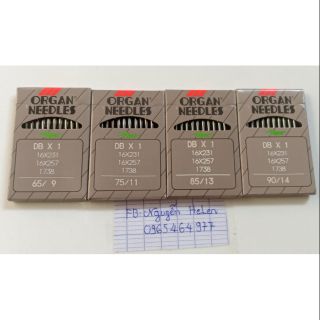 ORGAN
NEEDLES
DB X 1
16X231
16X257
1738
65/ 9
ORGAN
NEEDLES
DB X 1
16X231
16X257
1738
75/11
ORGAN
NEEDLES
DB X 1
16X231
16X257
1738
85/13
ORGAN
NEEDLES
DB X 1
16X231
16X257
1738
90/14
FB: Nguyễn Helen
0965464977